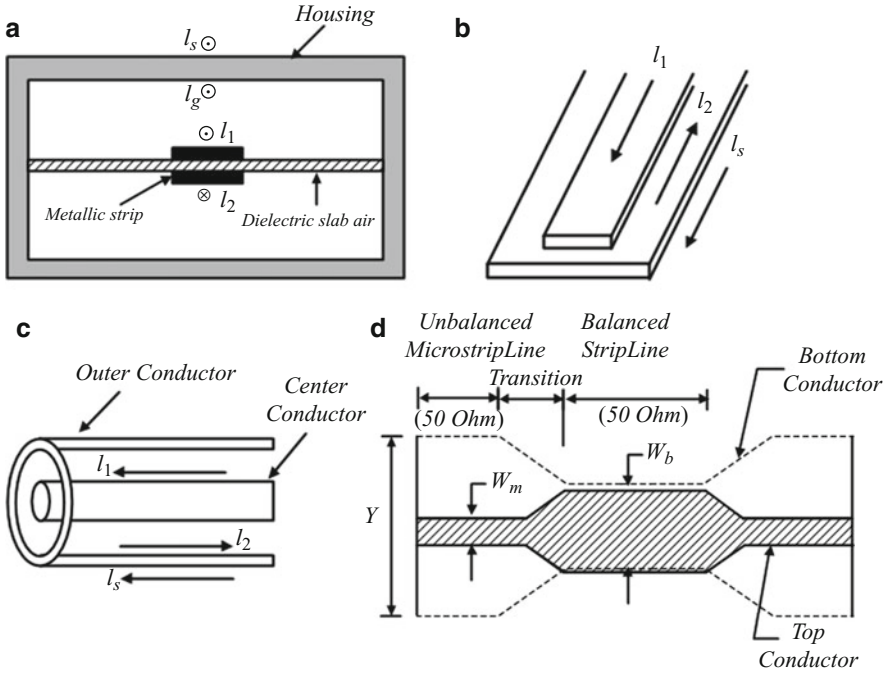 a
Housing
l_s
l_g
l_1
l_2
Metallic strip
Dielectric slab air
b
l_1
l_2
l_s
c
Outer Conductor
Center
Conductor
l_1
l_2
l_s
d
Unbalanced
MicrostripLine
Transition
Balanced
StripLine
Bottom
Conductor
(50 Ohm)
(50 Ohm)
W_b
W_m
Y
Top
Conductor